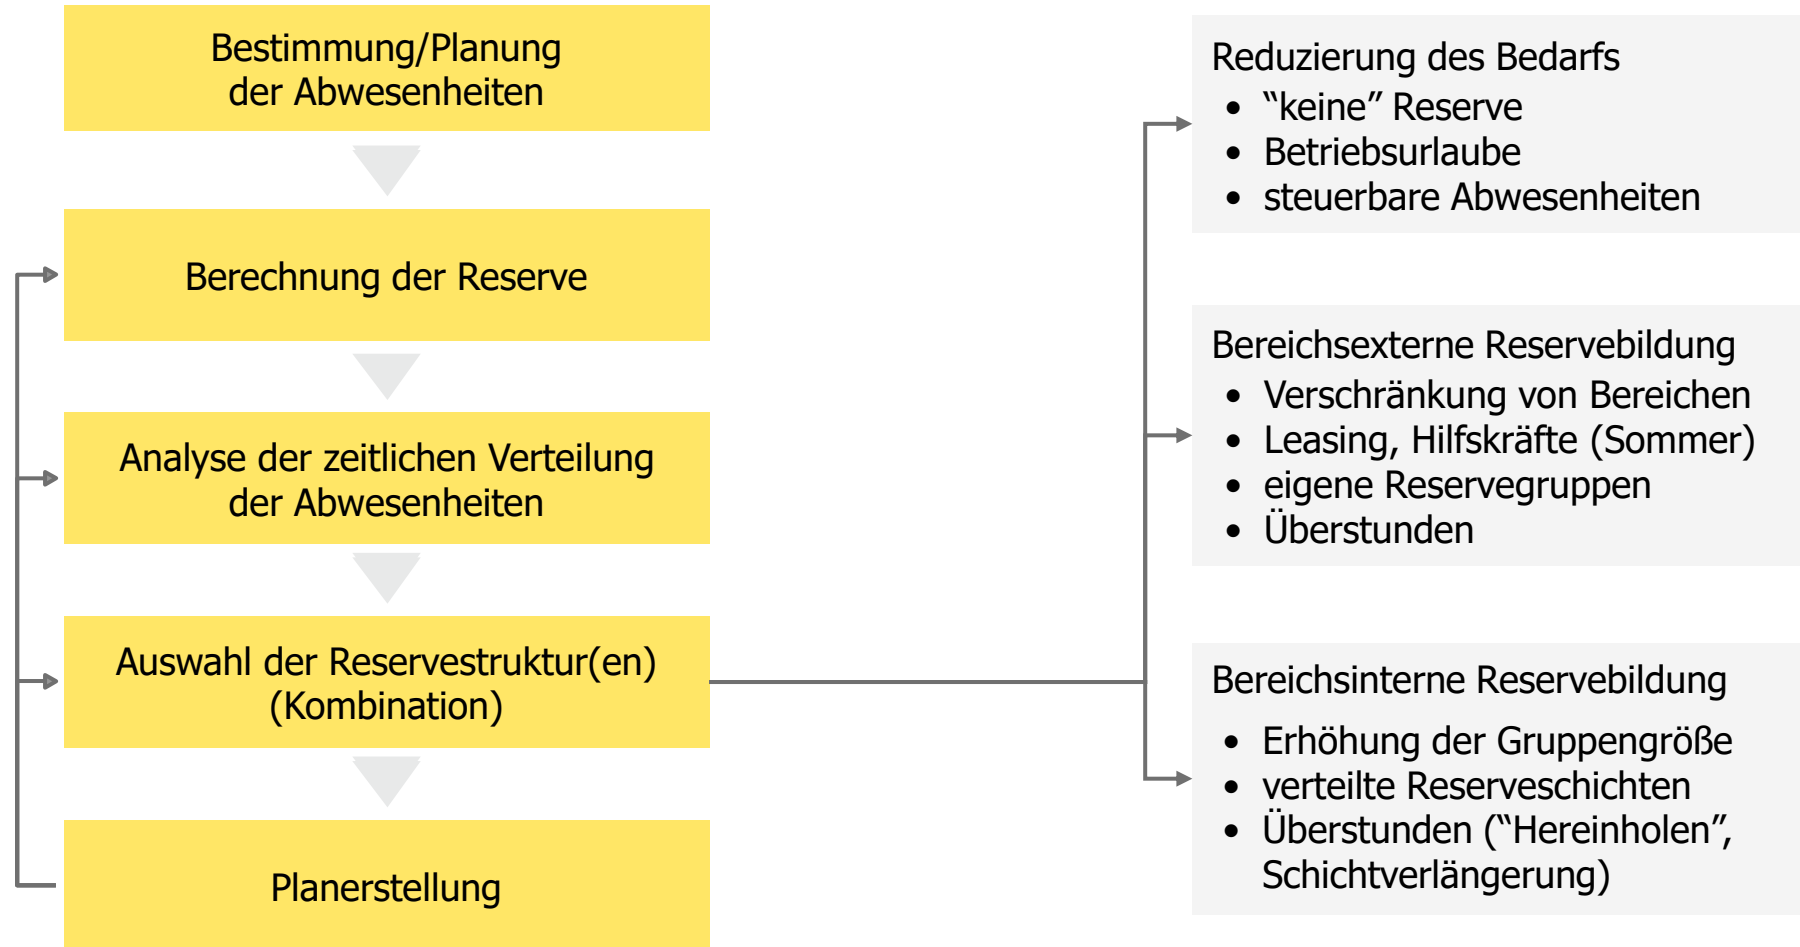 Bestimmung/Planung
der Abwesenheiten
Berechnung der Reserve
Analyse der zeitlichen Verteilung
der Abwesenheiten
Auswahl der Reservestruktur(en)
(Kombination)
Planerstellung
Reduzierung des Bedarfs
• “keine” Reserve
• Betriebsurlaube
• steuerbare Abwesenheiten
Bereichsexterne Reservebildung
• Verschränkung von Bereichen
• Leasing, Hilfskräfte (Sommer)
• eigene Reservegruppen
• Überstunden
Bereichsinterne Reservebildung
• Erhöhung der Gruppengröße
• verteilte Reserveschichten
• Überstunden (“Hereinholen”,
Schichtverlängerung)